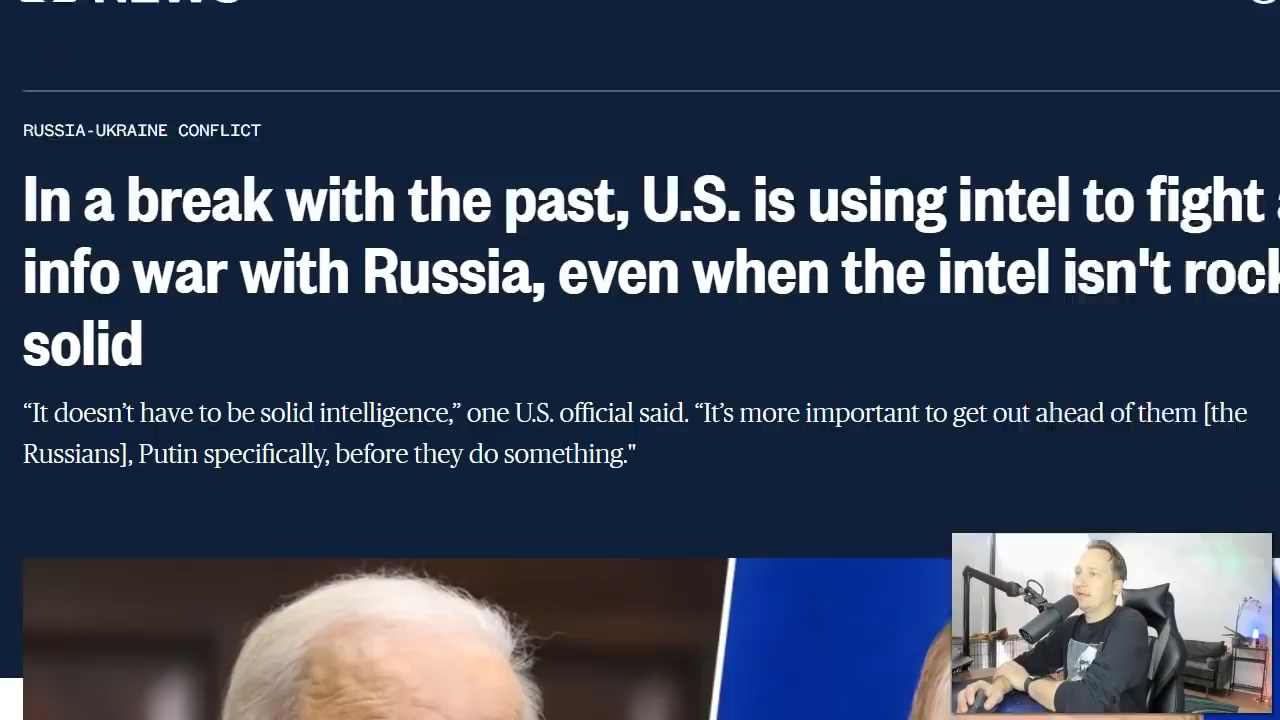 NEWS
RUSSIA-UKRAINE CONFLICT
In a break with the past, U.S. is using intel to fight
info war with Russia, even when the intel isn't rock
solid
“It doesn’t have to be solid intelligence,” one U.S. official said. “It’s more important to get out ahead of them [the
Russians], Putin specifically, before they do something."